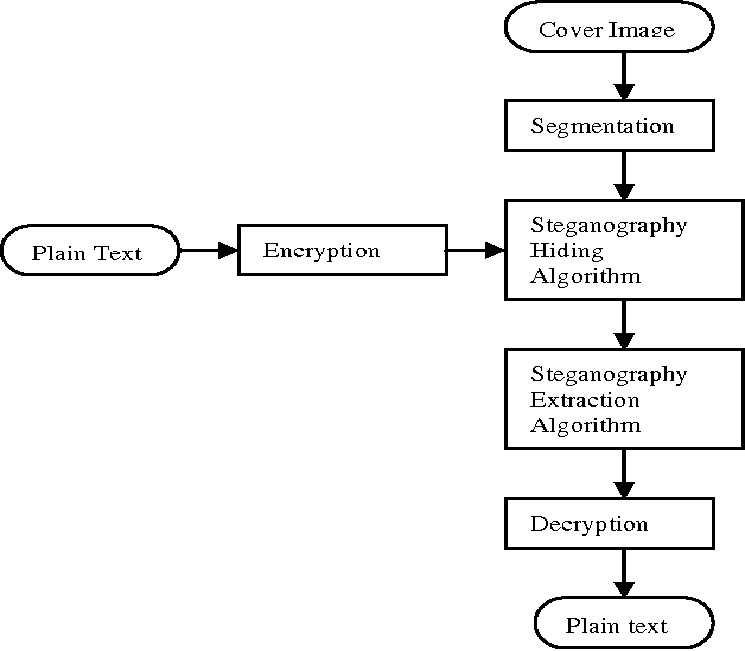 Cover Image
Segmentation
Plain Text
Encryption
Steganography
Hiding
Algorithm
Steganography
Extraction
Algorithm
Decryption
Plain text